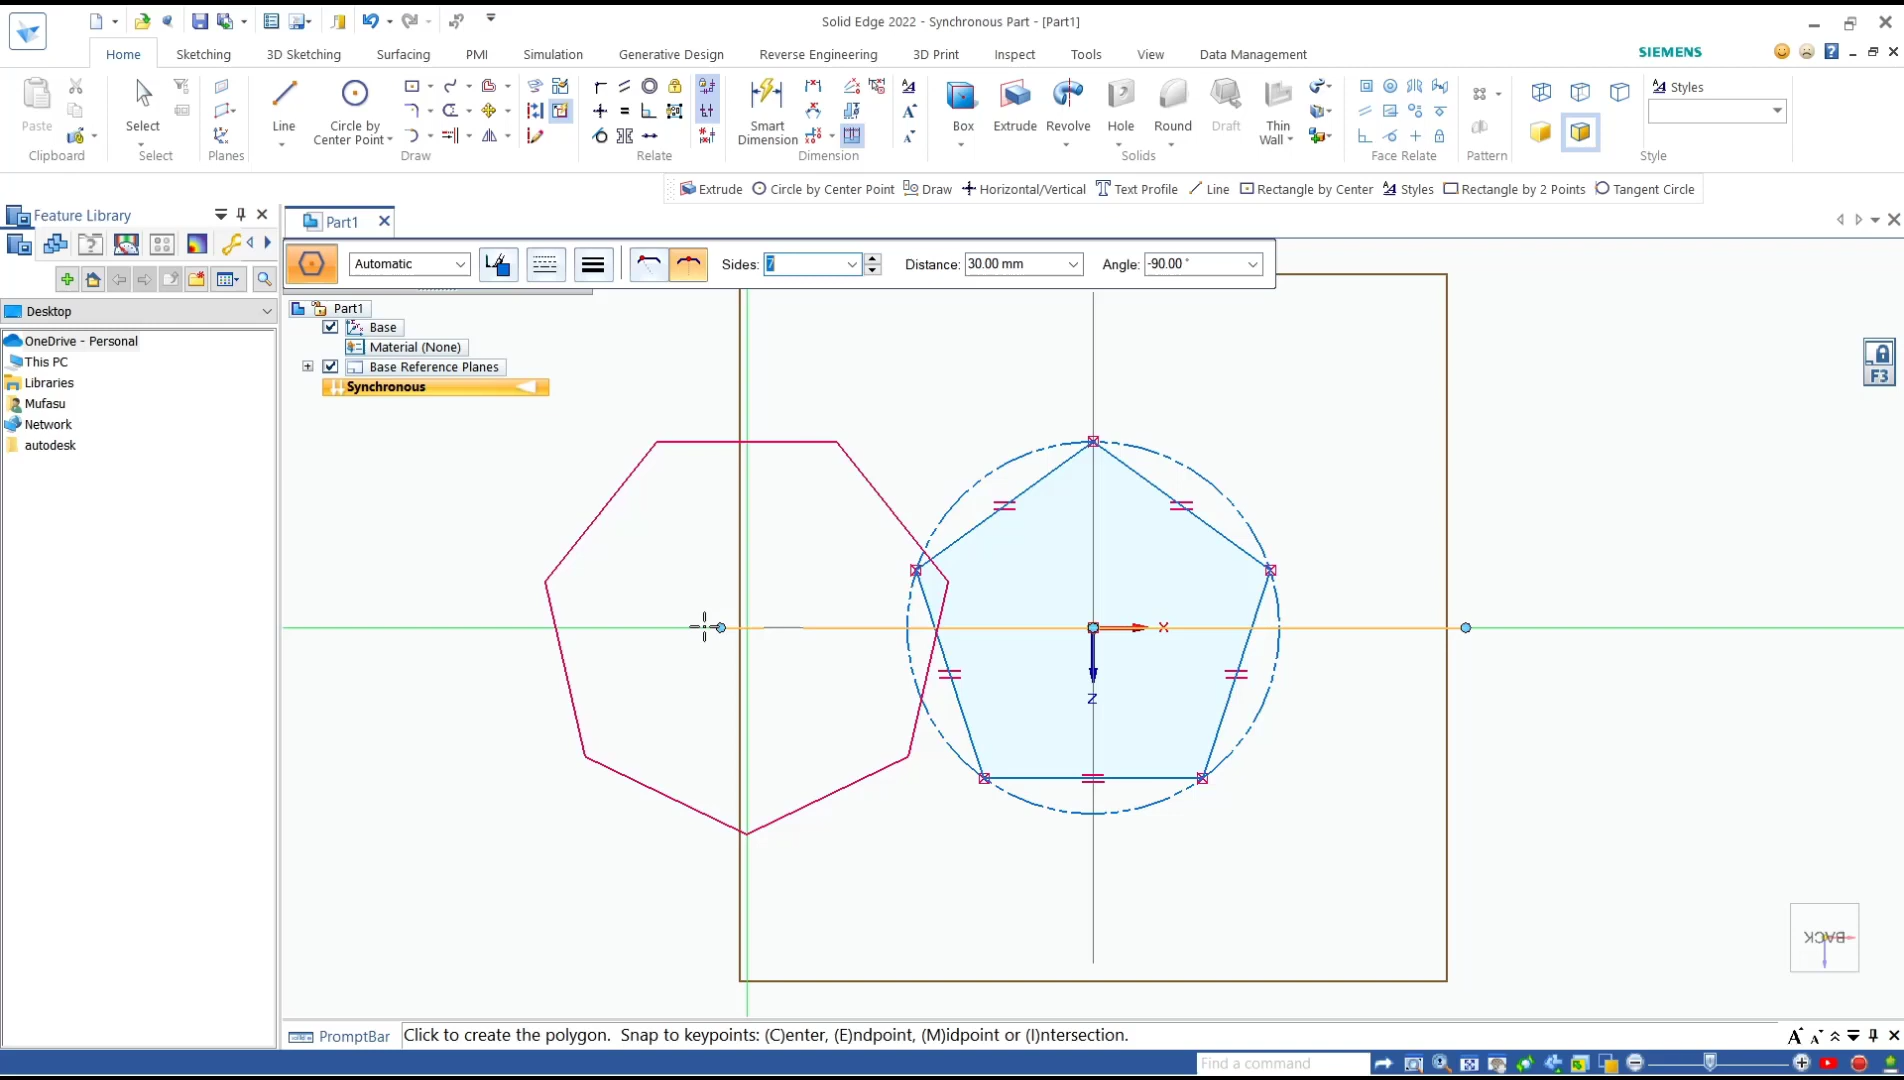 Solid Edge 2022 - Synchronous Part - [Part1]
Home Sketching 3D Sketching Surfacing PMI Simulation Generative Design Reverse Engineering 3D Print Inspect Tools View Data Management SIEMENS
Paste Select Line Circle by Center Point Smart Dimension Box Extrude Revolve Hole Round Draft Thin Wall Styles
Clipboard Select Planes Draw Relate Dimension Solids Face Relate Pattern Style
Extrude Circle by Center Point Draw Horizontal/Vertical Text Profile Line Rectangle by Center Styles Rectangle by 2 Points Tangent Circle
Feature Library Part1
Automatic Sides: 7 Distance: 30.00 mm Angle: -90.00 °
Desktop
OneDrive - Personal
This PC
Libraries
Mufasu
Network
autodesk
Part1
Base
Material (None)
Base Reference Planes
Synchronous
F3
X
Z
BACK
PromptBar Click to create the polygon. Snap to keypoints: (C)enter, (E)ndpoint, (M)idpoint or (I)ntersection.
Find a command